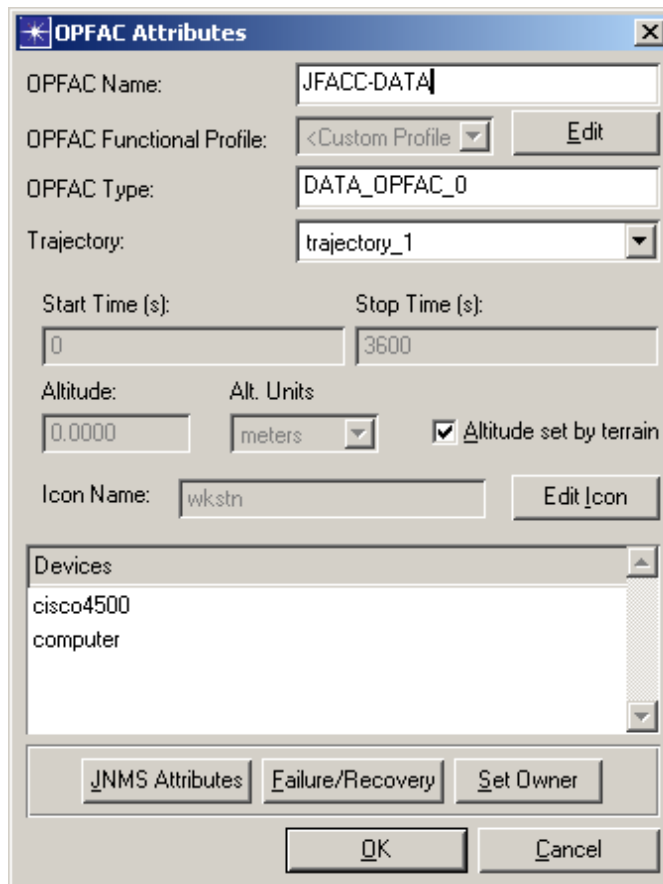 OPFAC Attributes
OPFAC Name: JFACC-DATA
OPFAC Functional Profile: <Custom Profile Edit
OPFAC Type: DATA_OPFAC_0
Trajectory: trajectory_1
Start Time (s): Stop Time (s):
0 3600
Altitude: Alt. Units
0.0000 meters Altitude set by terrain
Icon Name: wkstn Edit Icon
Devices
cisco4500
computer
JNMS Attributes Failure/Recovery Set Owner
OK Cancel